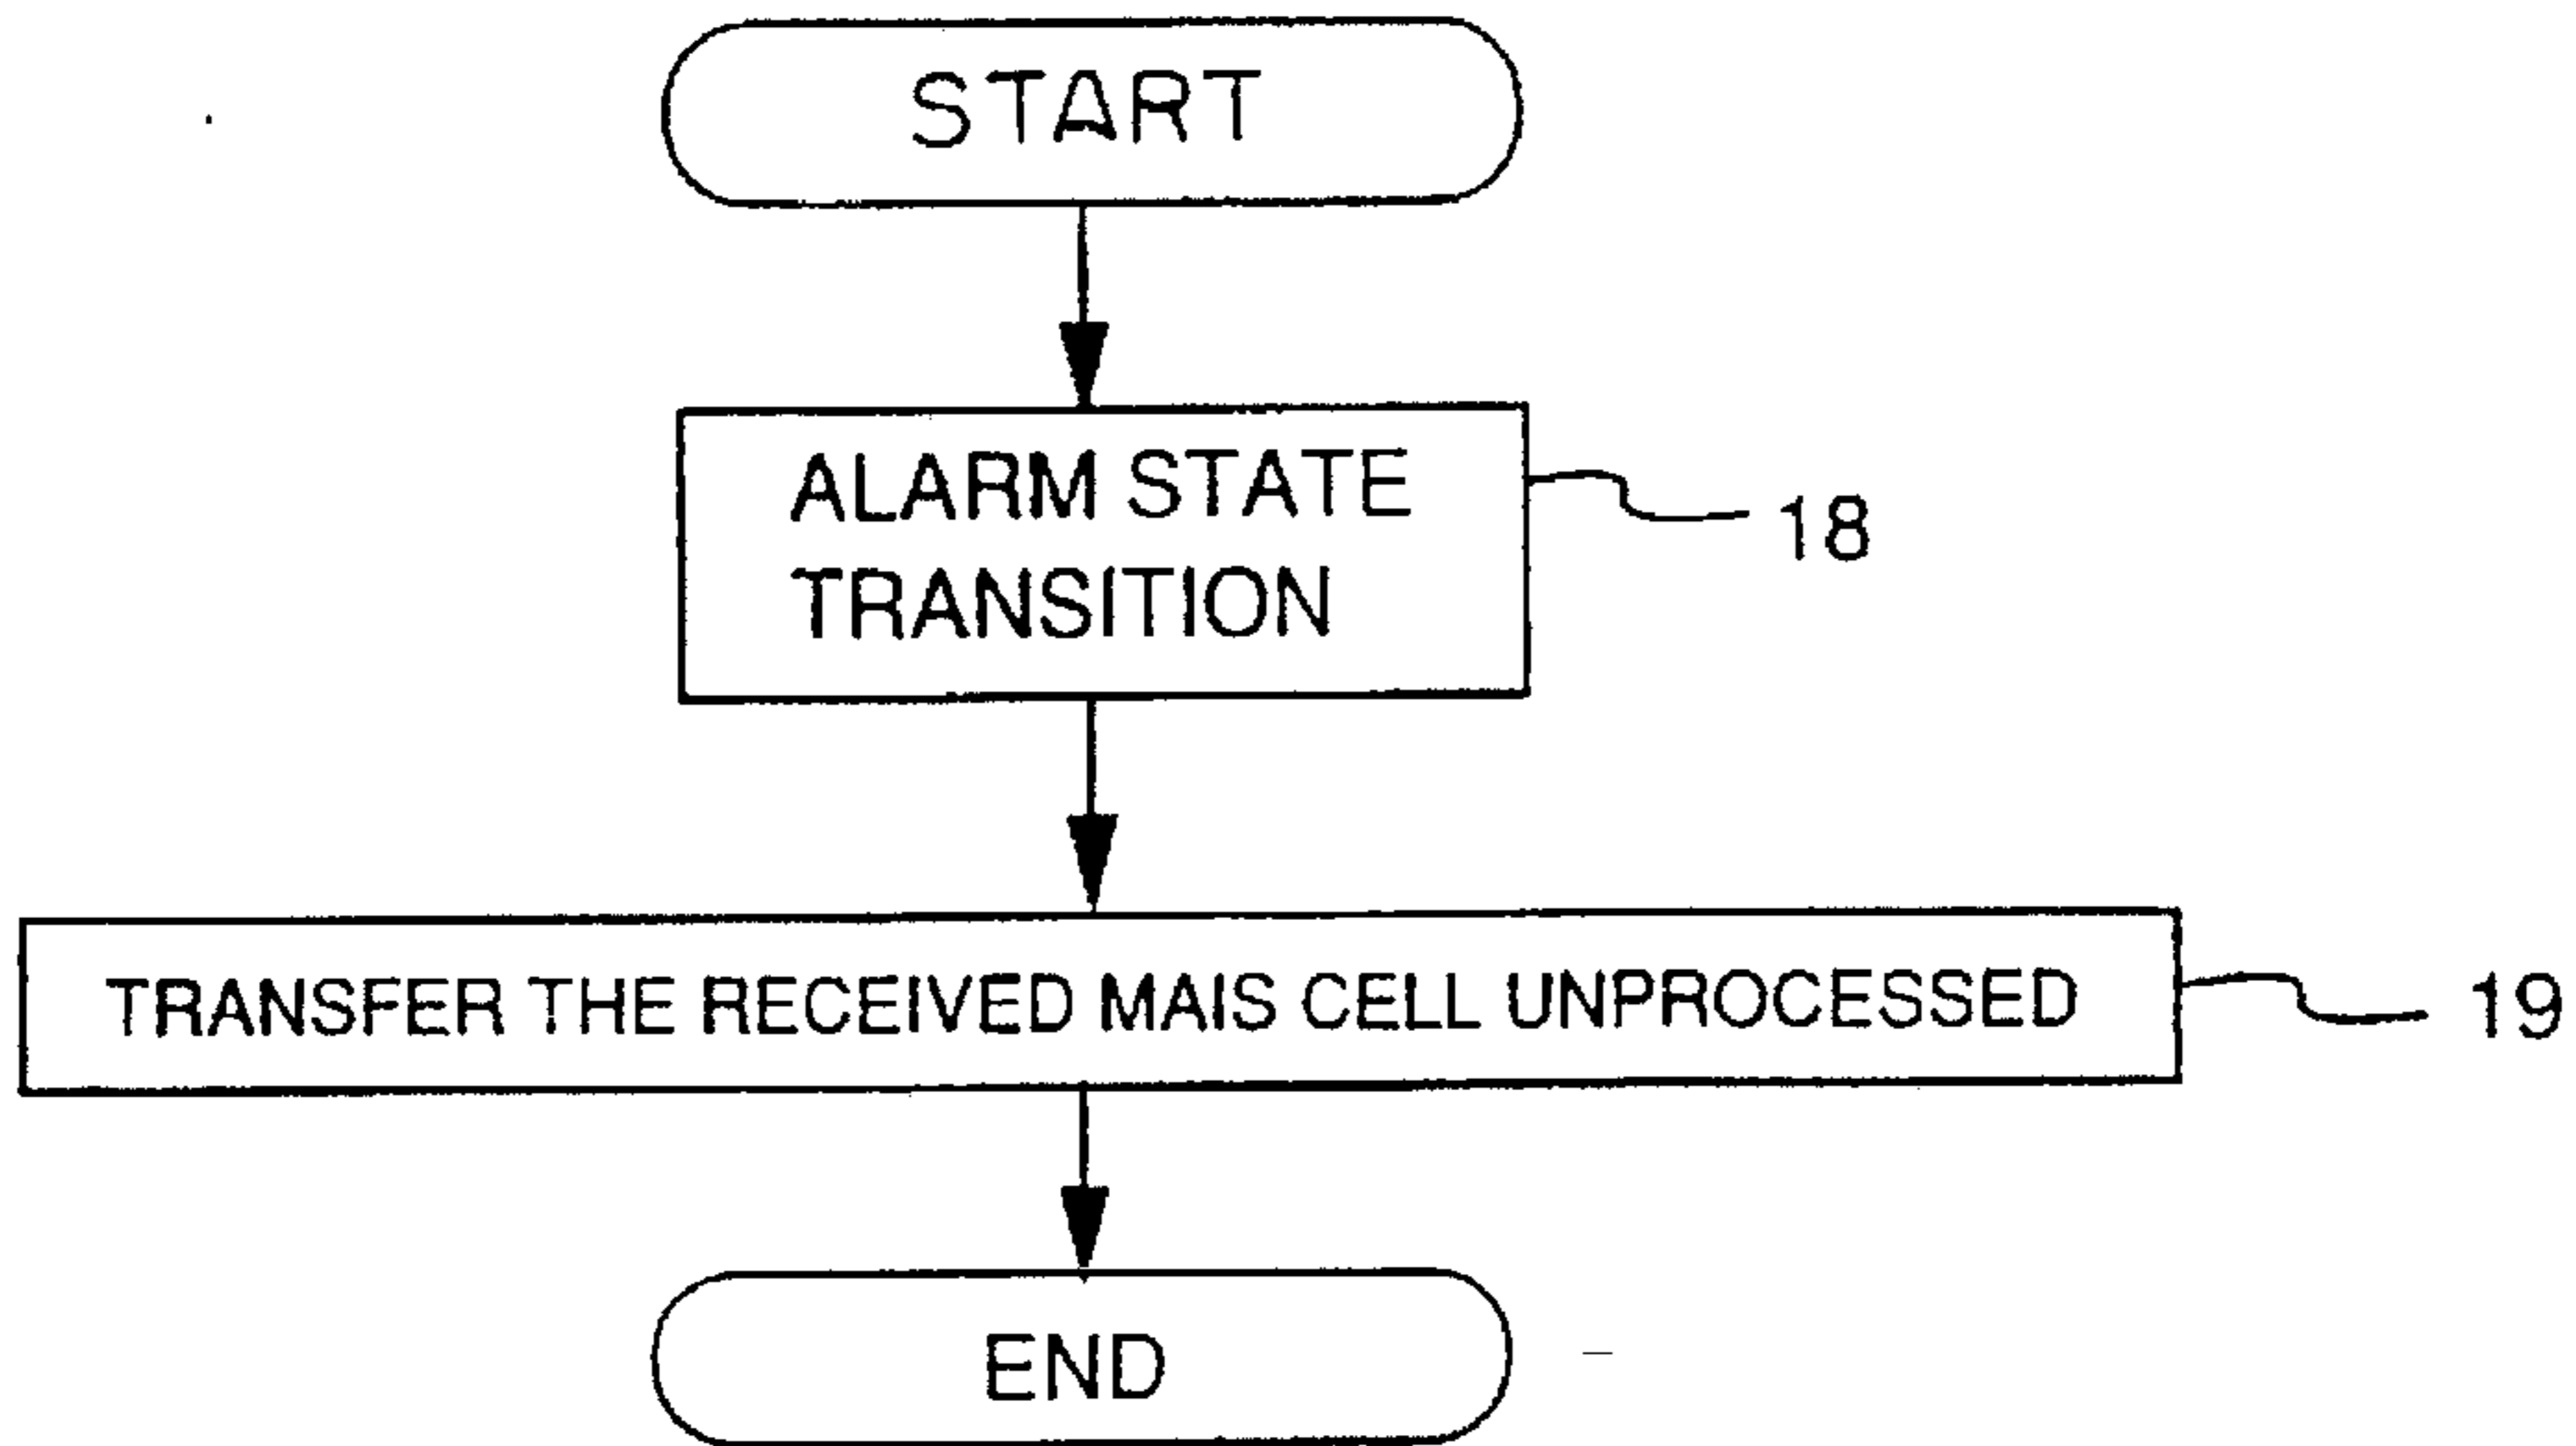 START
ALARM STATE
TRANSITION
18
TRANSFER THE RECEIVED MAIS CELL UNPROCESSED
19
END